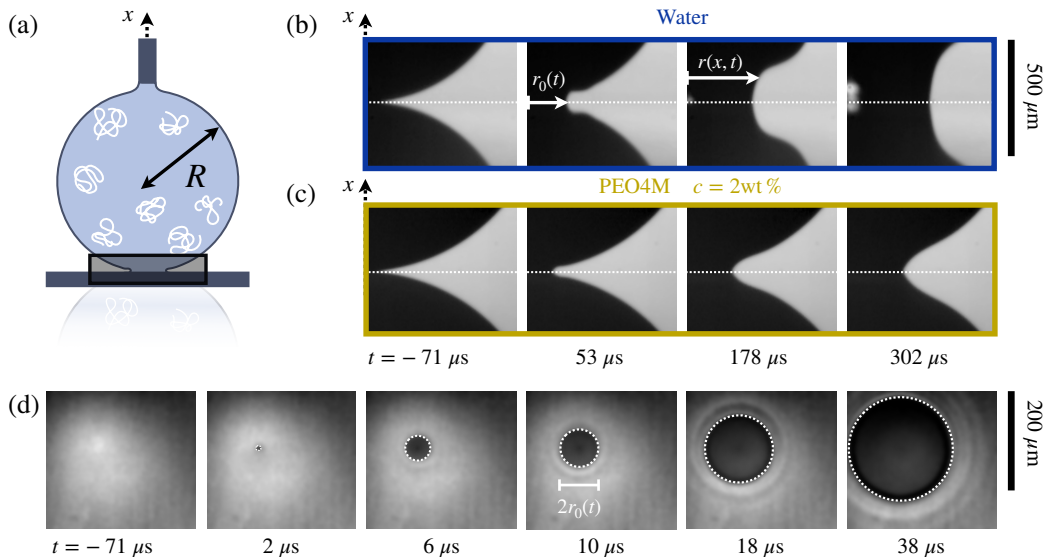 (a)
x
R
(b)
Water
x
r₀(t)
r(x, t)
500 μm
(c)
x
PEO4M c = 2wt %
t = − 71 μs 53 μs 178 μs 302 μs
(d)
2r₀(t)
200 μm
t = − 71 μs 2 μs 6 μs 10 μs 18 μs 38 μs